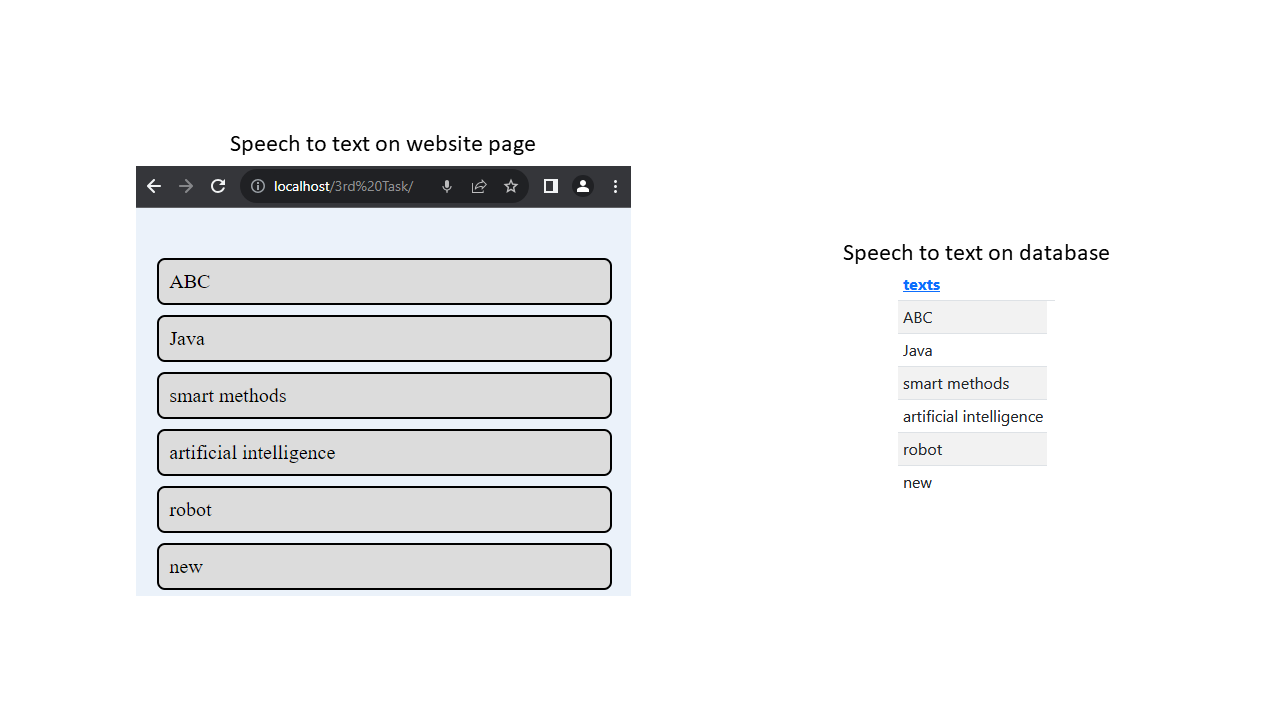 Speech to text on website page
localhost/3rd%20Task/
ABC
Java
smart methods
artificial intelligence
robot
new
Speech to text on database
texts
ABC
Java
smart methods
artificial intelligence
robot
new